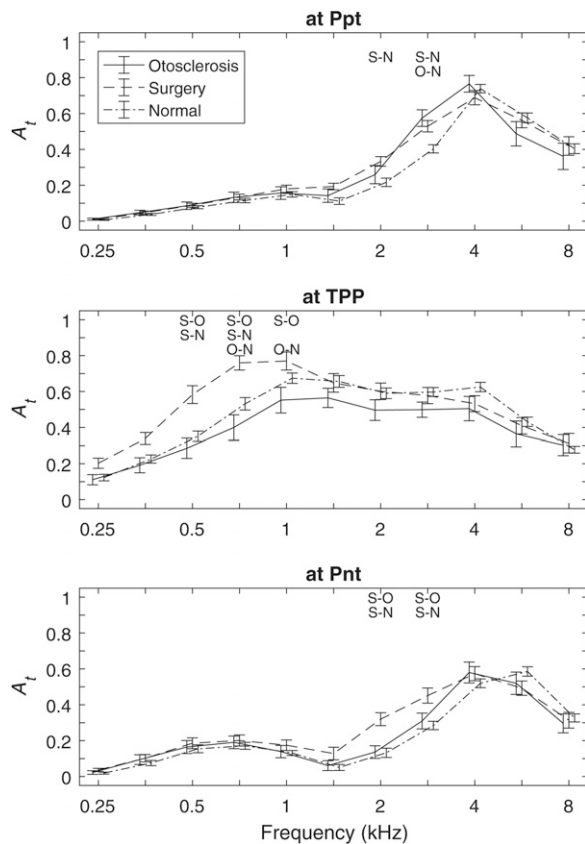 at Ppt
1
0.8
0.6
0.4
0.2
0
A_t
Otosclerosis
Surgery
Normal
S-N
S-N
O-N
0.25
0.5
1
2
4
8
at TPP
1
0.8
0.6
0.4
0.2
0
A_t
S-O
S-N
S-O
S-N
O-N
S-O
O-N
0.25
0.5
1
2
4
8
at Pnt
1
0.8
0.6
0.4
0.2
0
A_t
S-O
S-N
S-O
S-N
0.25
0.5
1
2
4
8
Frequency (kHz)